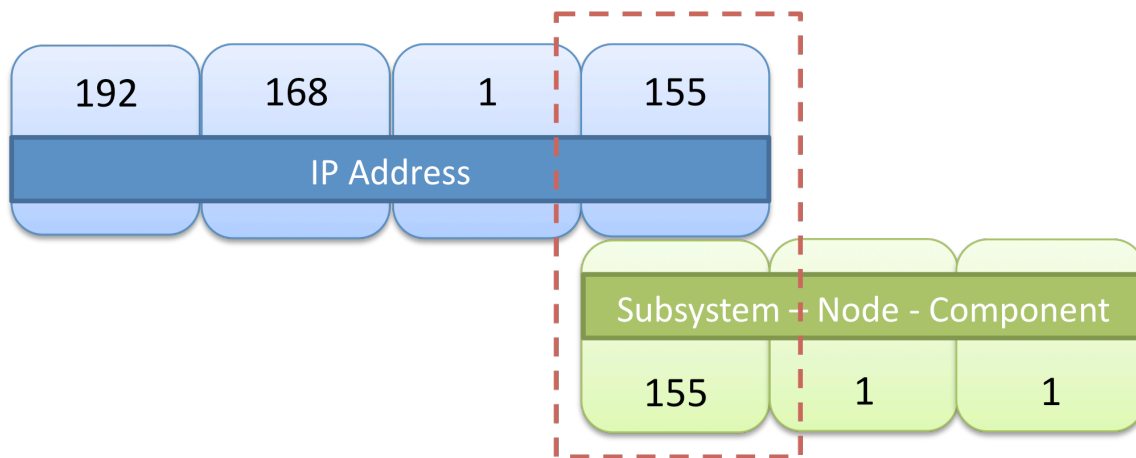 192 168 1 155
IP Address
Subsystem – Node - Component
155 1 1